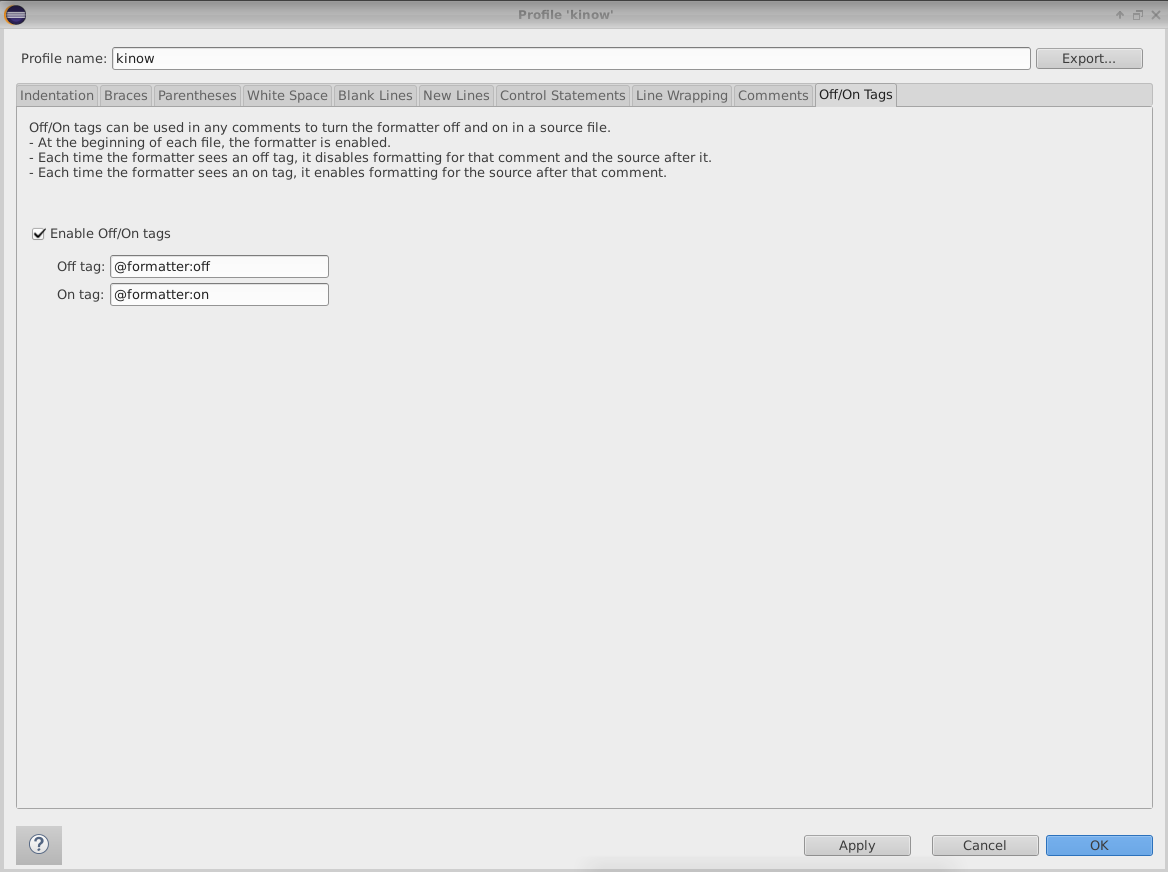 Profile 'kinow'
Profile name: kinow Export...
Indentation Braces Parentheses White Space Blank Lines New Lines Control Statements Line Wrapping Comments Off/On Tags
Off/On tags can be used in any comments to turn the formatter off and on in a source file.
- At the beginning of each file, the formatter is enabled.
- Each time the formatter sees an off tag, it disables formatting for that comment and the source after it.
- Each time the formatter sees an on tag, it enables formatting for the source after that comment.
Enable Off/On tags
Off tag: @formatter:off
On tag: @formatter:on
? Apply Cancel OK